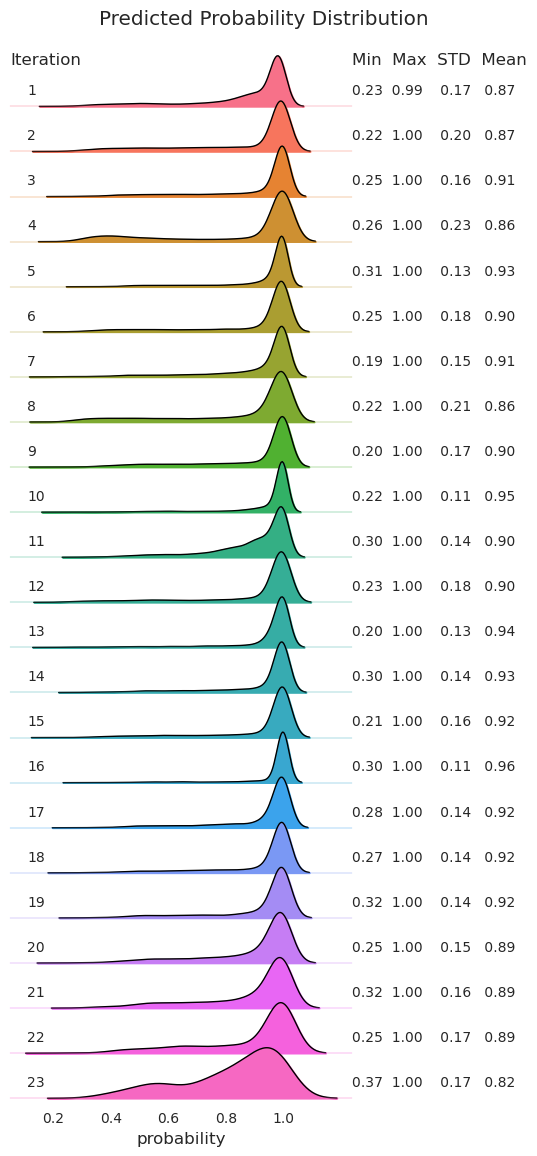 Predicted Probability Distribution
Iteration Min Max STD Mean
1 0.23 0.99 0.17 0.87
2 0.22 1.00 0.20 0.87
3 0.25 1.00 0.16 0.91
4 0.26 1.00 0.23 0.86
5 0.31 1.00 0.13 0.93
6 0.25 1.00 0.18 0.90
7 0.19 1.00 0.15 0.91
8 0.22 1.00 0.21 0.86
9 0.20 1.00 0.17 0.90
10 0.22 1.00 0.11 0.95
11 0.30 1.00 0.14 0.90
12 0.23 1.00 0.18 0.90
13 0.20 1.00 0.13 0.94
14 0.30 1.00 0.14 0.93
15 0.21 1.00 0.16 0.92
16 0.30 1.00 0.11 0.96
17 0.28 1.00 0.14 0.92
18 0.27 1.00 0.14 0.92
19 0.32 1.00 0.14 0.92
20 0.25 1.00 0.15 0.89
21 0.32 1.00 0.16 0.89
22 0.25 1.00 0.17 0.89
23 0.37 1.00 0.17 0.82
0.2 0.4 0.6 0.8 1.0
probability